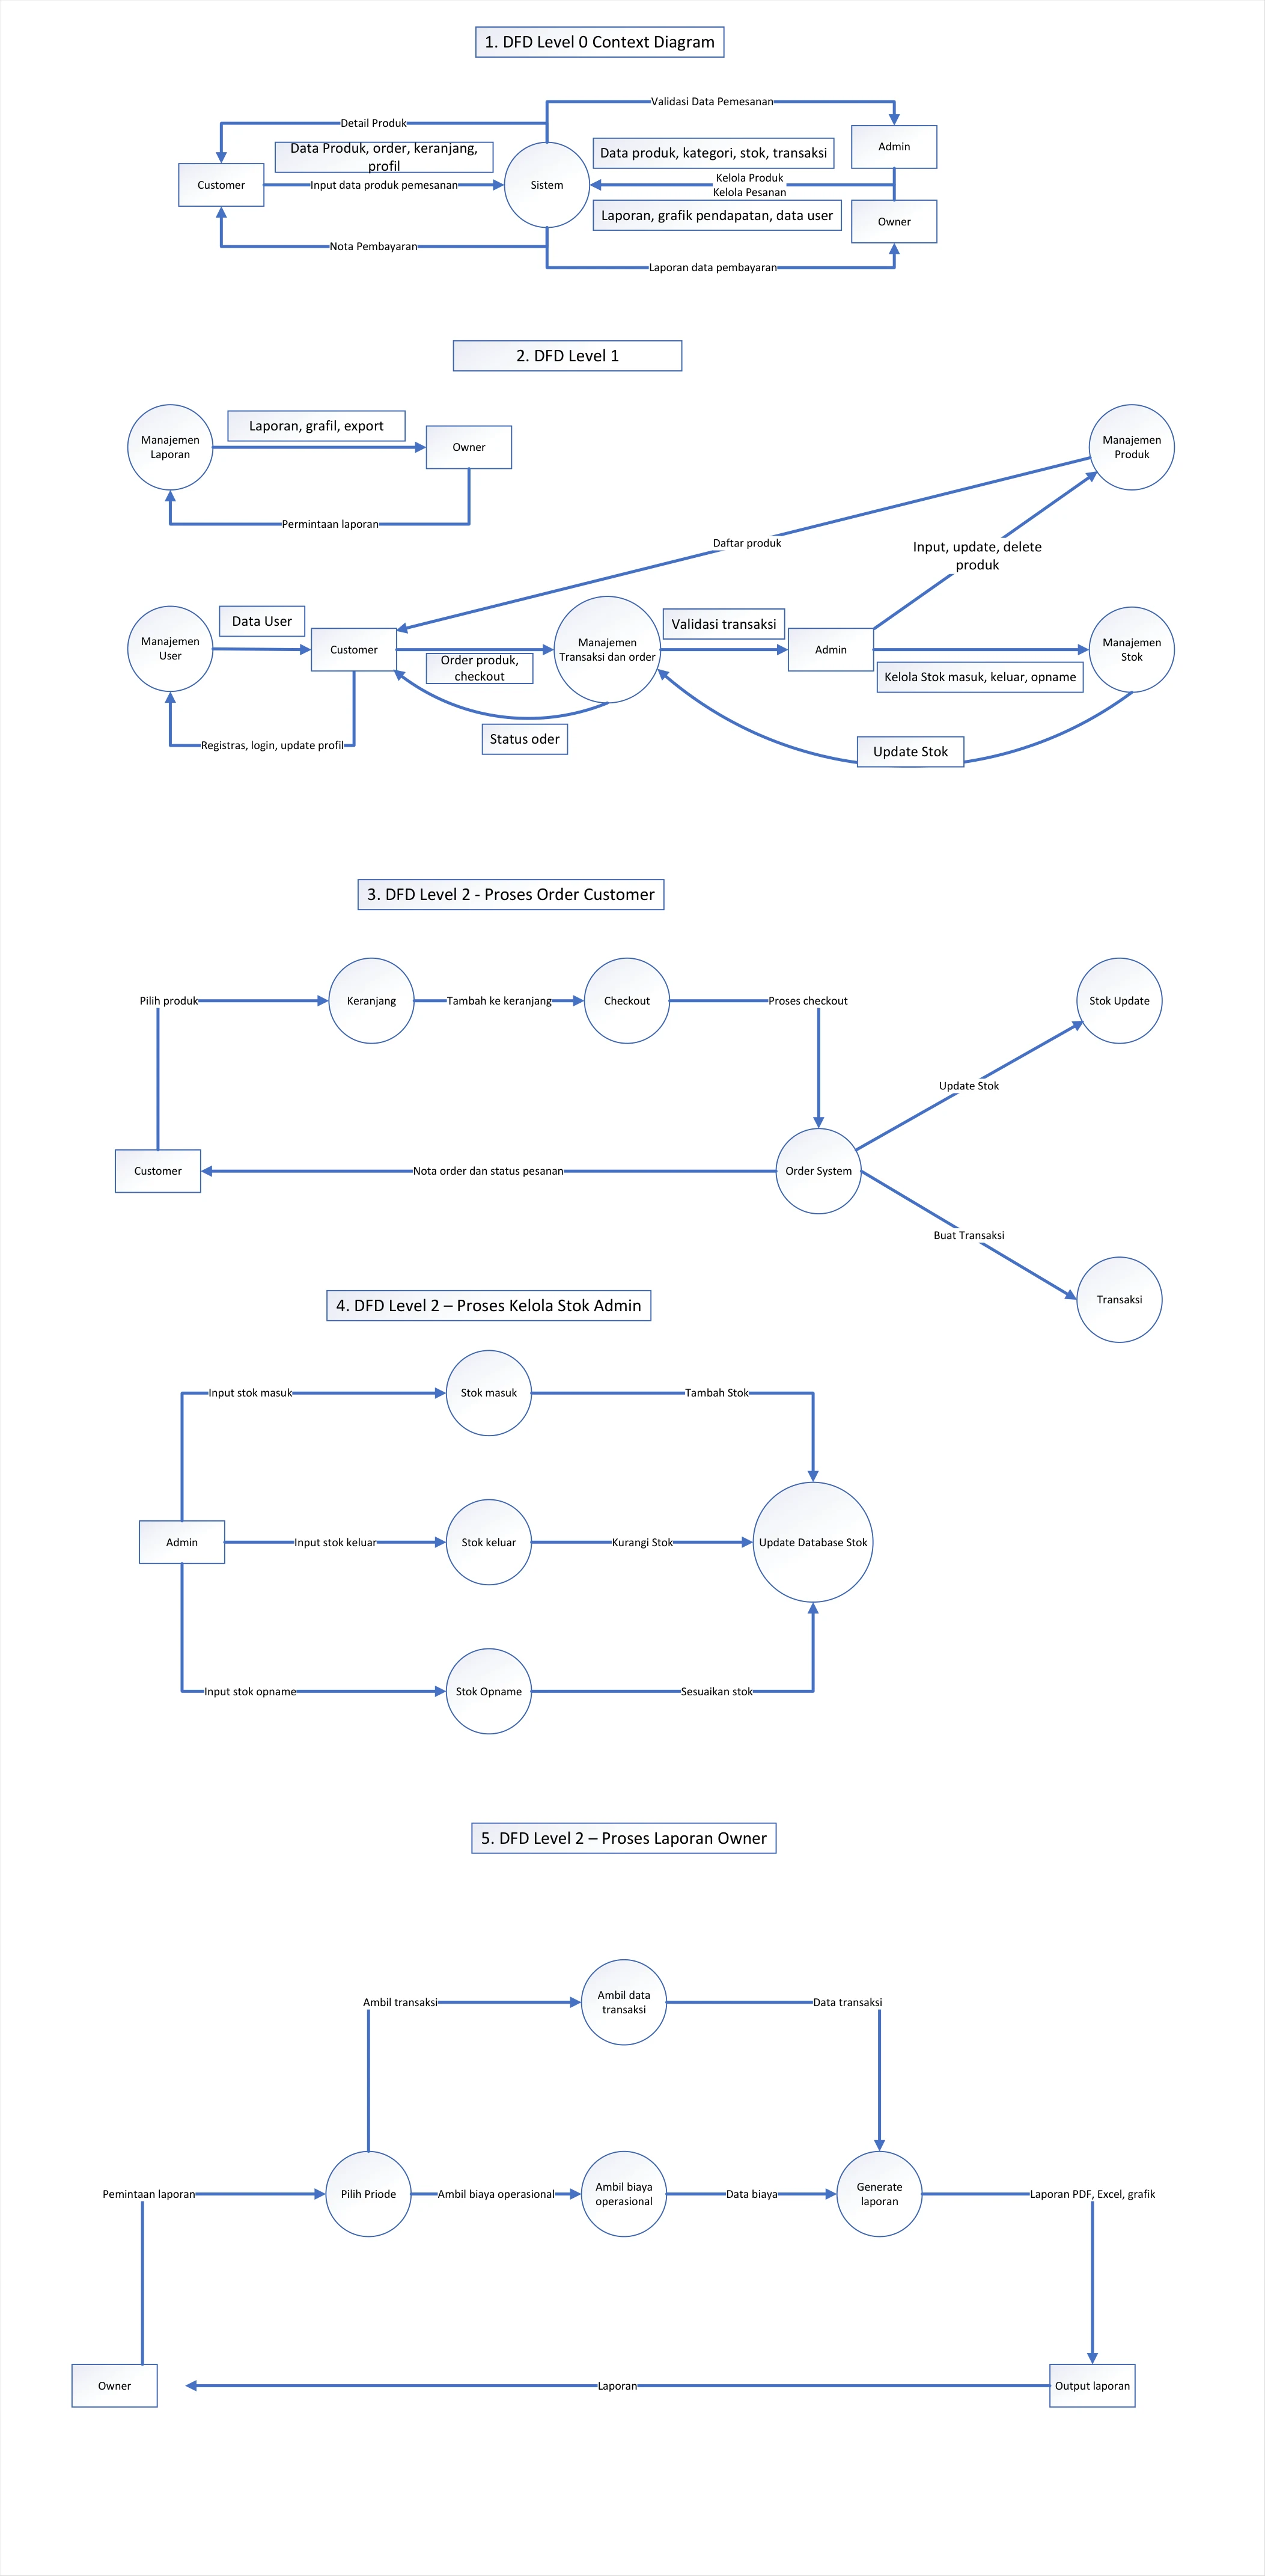 1. DFD Level 0 Context Diagram
Validasi Data Pemesanan
Detail Produk
Data Produk, order, keranjang,
profil
Data produk, kategori, stok, transaksi
Admin
Customer
Input data produk pemesanan
Sistem
Kelola Produk
Kelola Pesanan
Laporan, grafik pendapatan, data user
Owner
Nota Pembayaran
Laporan data pembayaran
2. DFD Level 1
Manajemen
Laporan
Laporan, grafil, export
Owner
Manajemen
Produk
Permintaan laporan
Daftar produk
Input, update, delete
produk
Manajemen
User
Data User
Customer
Order produk,
checkout
Manajemen
Transaksi dan order
Validasi transaksi
Admin
Kelola Stok masuk, keluar, opname
Manajemen
Stok
Registras, login, update profil
Status oder
Update Stok
3. DFD Level 2 - Proses Order Customer
Pilih produk
Keranjang
Tambah ke keranjang
Checkout
Proses checkout
Stok Update
Update Stok
Customer
Nota order dan status pesanan
Order System
Buat Transaksi
Transaksi
4. DFD Level 2 – Proses Kelola Stok Admin
Input stok masuk
Stok masuk
Tambah Stok
Admin
Input stok keluar
Stok keluar
Kurangi Stok
Update Database Stok
Input stok opname
Stok Opname
Sesuaikan stok
5. DFD Level 2 – Proses Laporan Owner
Ambil transaksi
Ambil data
transaksi
Data transaksi
Pemintaan laporan
Pilih Priode
Ambil biaya operasional
Ambil biaya
operasional
Data biaya
Generate
laporan
Laporan PDF, Excel, grafik
Owner
Laporan
Output laporan